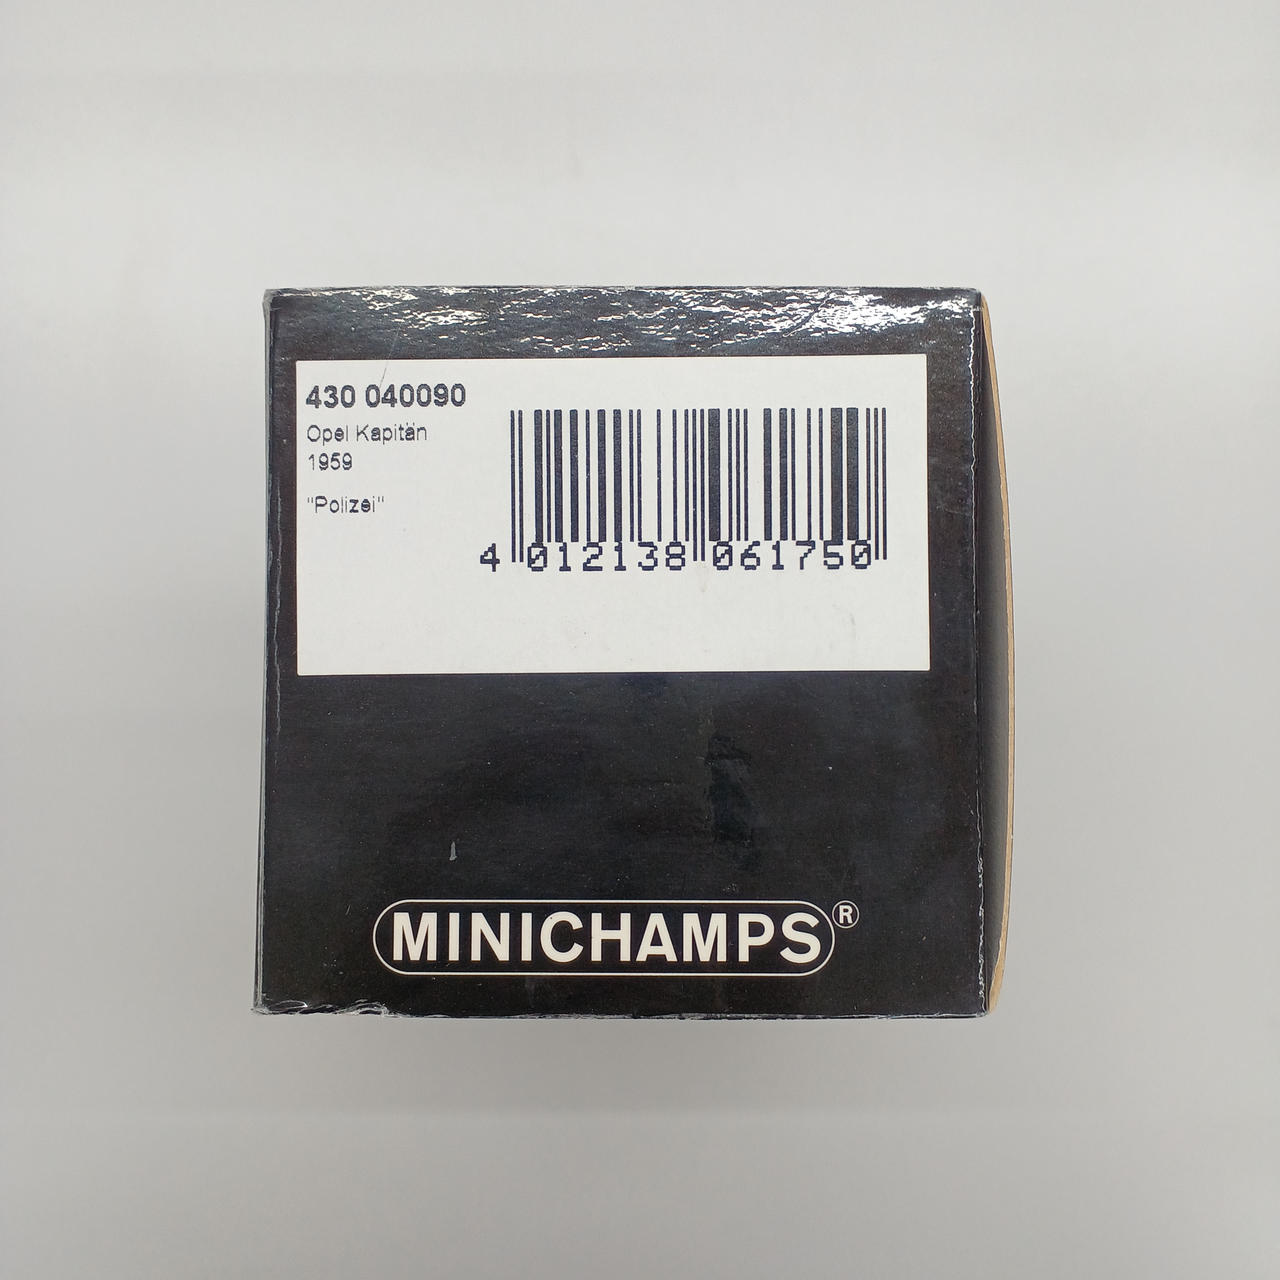 430 040090
Opel Kapitän
1959
"Polizei"
4 012138 061750
MINICHAMPS®